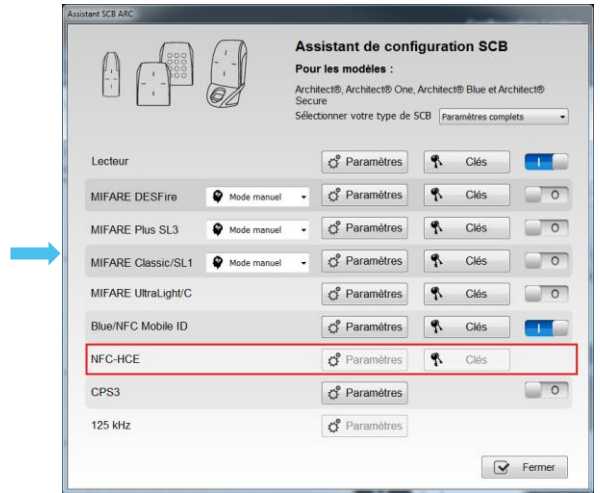 Assistant SCB ARC
Assistant de configuration SCB
Pour les modèles :
Architect®, Architect® One, Architect® Blue et Architect®
Secure
Sélectionner votre type de SCB Paramètres complets
Lecteur Paramètres Clés I
MIFARE DESFire Mode manuel Paramètres Clés O
MIFARE Plus SL3 Mode manuel Paramètres Clés O
MIFARE Classic/SL1 Mode manuel Paramètres Clés O
MIFARE UltraLight/C Paramètres Clés O
Blue/NFC Mobile ID Paramètres Clés I
NFC-HCE Paramètres Clés
CPS3 Paramètres O
125 kHz Paramètres
Fermer